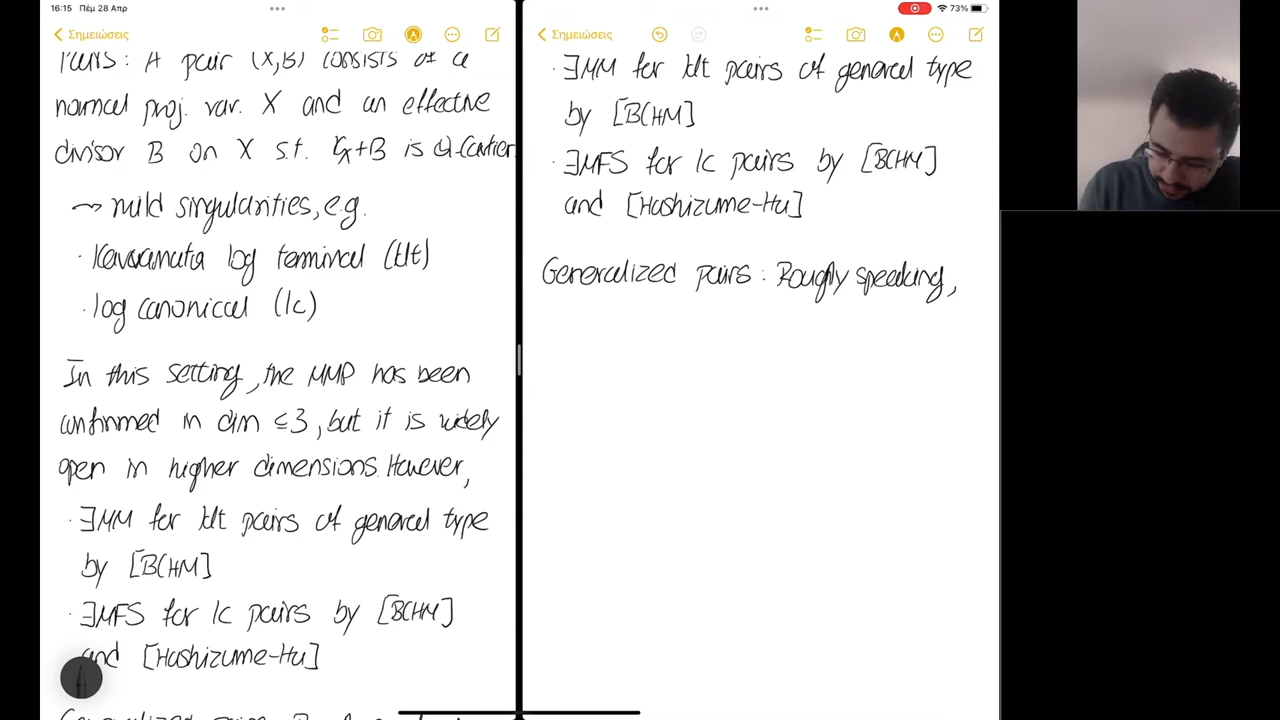 16:15 Πέμ 28 Απρ
73%
Σημειώσεις
Pairs: A pair (X,B) consists of a
normal proj. var. X and an effective
divisor B on X s.t. Kx+B is Q-Cartier.
⇝ mild singularities, e.g.
· Kawamata log terminal (klt)
· log canonical (lc)
In this setting, the MMP has been
confirmed in dim ≤3, but it is widely
open in higher dimensions. However,
· ∃MM for klt pairs of general type
by [BCHM]
· ∃MFS for lc pairs by [BCHM]
and [Hashizume-Hu]
Σημειώσεις
· ∃MM for klt pairs of general type
by [BCHM]
· ∃MFS for lc pairs by [BCHM]
and [Hashizume-Hu]
Generalized pairs: Roughly speaking,